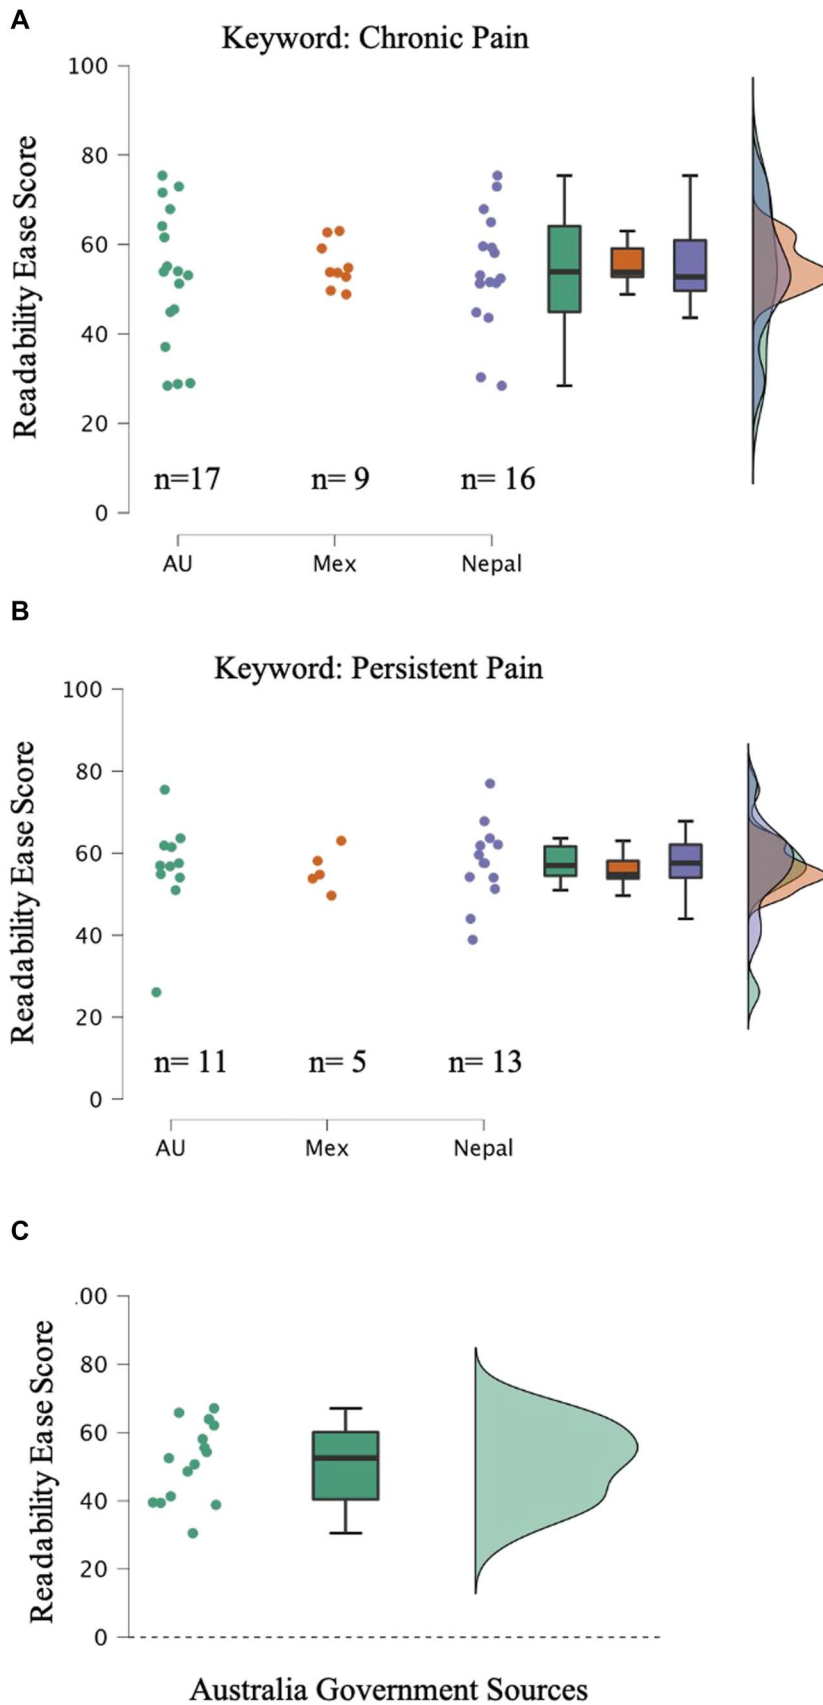 A
Keyword: Chronic Pain
Readability Ease Score
100
80
60
40
20
0
n=17 n= 9 n= 16
AU Mex Nepal
B
Keyword: Persistent Pain
Readability Ease Score
100
80
60
40
20
0
n= 11 n= 5 n= 13
AU Mex Nepal
C
Readability Ease Score
.00
80
60
40
20
0
Australia Government Sources